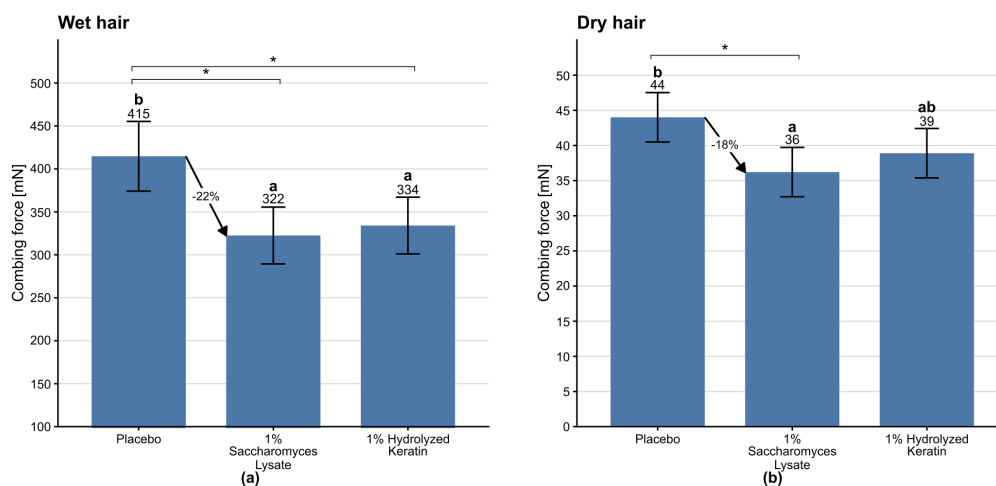 Wet hair
Combing force [mN]
500
450
400
350
300
250
200
150
100
*
*
b
415
-22%
a
322
a
334
Placebo
1%
Saccharomyces
Lysate
1% Hydrolyzed
Keratin
(a)
Dry hair
Combing force [mN]
50
45
40
35
30
25
20
15
10
5
0
*
b
44
-18%
a
36
ab
39
Placebo
1%
Saccharomyces
Lysate
1% Hydrolyzed
Keratin
(b)